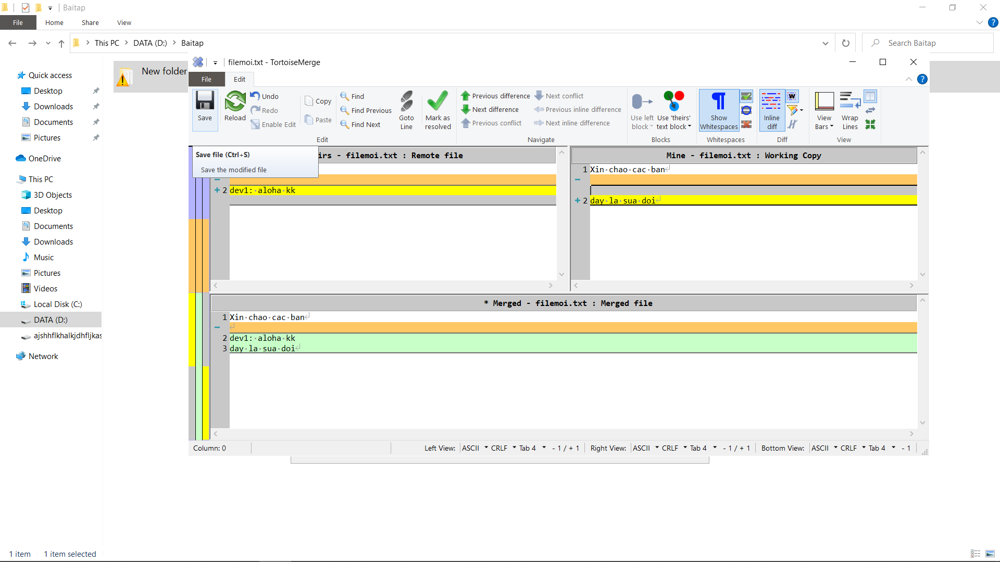 Baitap
File Home Share View
This PC DATA (D:) Baitap
Search Baitap
Quick access
Desktop
Downloads
Documents
Pictures
OneDrive
This PC
3D Objects
Desktop
Documents
Downloads
Music
Pictures
Videos
Local Disk (C:)
DATA (D:)
ajshhflkhalkjdhfljkas
Network
New folder
filemoi.txt - TortoiseMerge
File Edit
Save
Reload
Undo
Redo
Enable Edit
Copy
Paste
Find
Find Previous
Find Next
Goto
Line
Mark as
resolved
Edit
Previous difference
Next difference
Previous conflict
Next conflict
Previous inline difference
Next inline difference
Navigate
Use left
block
Use 'theirs'
text block
Blocks
Show
Whitespaces
Whitespaces
Inline
diff
Diff
View
Bars
Wrap
Lines
View
Save file (Ctrl+S)
Save the modified file
irs - filemoi.txt : Remote file
2 dev1: aloha kk
Mine - filemoi.txt : Working Copy
1 Xin chao cac ban
2 day la sua doi
* Merged - filemoi.txt : Merged file
1 Xin chao cac ban
2 dev1: aloha kk
3 day la sua doi
Column: 0
Left View: ASCII CRLF Tab 4 - 1 / + 1
Right View: ASCII CRLF Tab 4 - 1 / + 1
Bottom View: ASCII CRLF Tab 4 - 1
1 item 1 item selected